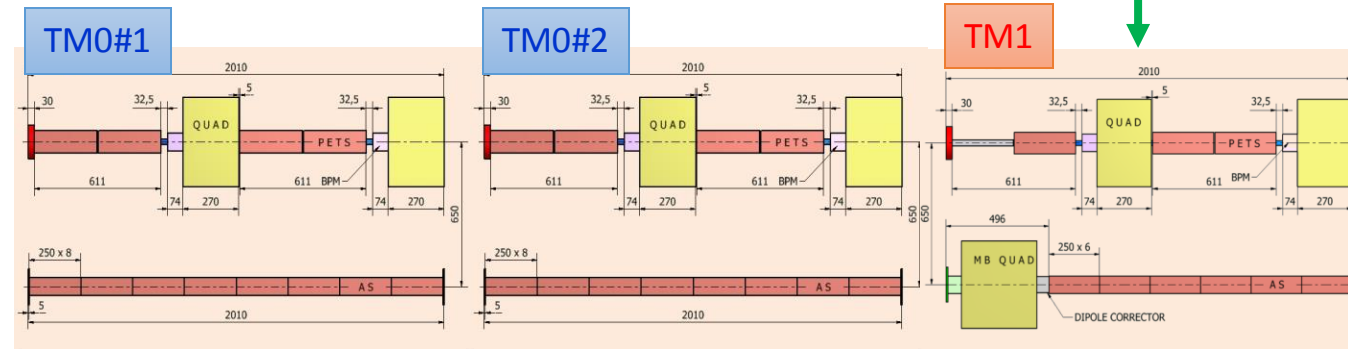 TM0#1
2010
30
32,5
5
32,5
QUAD
PETS
611
74
270
611
BPM
74
270
650
250 x 8
AS
5
2010
TM0#2
2010
30
32,5
5
32,5
QUAD
PETS
611
74
270
611
BPM
74
270
650
250 x 8
AS
5
2010
TM1
2010
30
32,5
5
32,5
QUAD
PETS
611
74
270
611
BPM
74
270
650
496
250 x 6
MB QUAD
AS
DIPOLE CORRECTOR